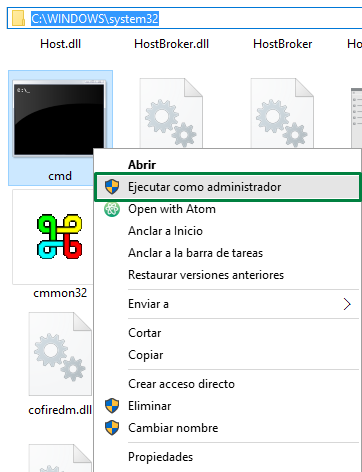 C:\WINDOWS\system32
Host.dll
HostBroker.dll
HostBroker
Ho
C:\_
cmd
Abrir
Ejecutar como administrador
Open with Atom
Anclar a Inicio
Anclar a la barra de tareas
Restaurar versiones anteriores
Enviar a
Cortar
Copiar
Crear acceso directo
Eliminar
Cambiar nombre
Propiedades
cmmon32
cofiredm.dll